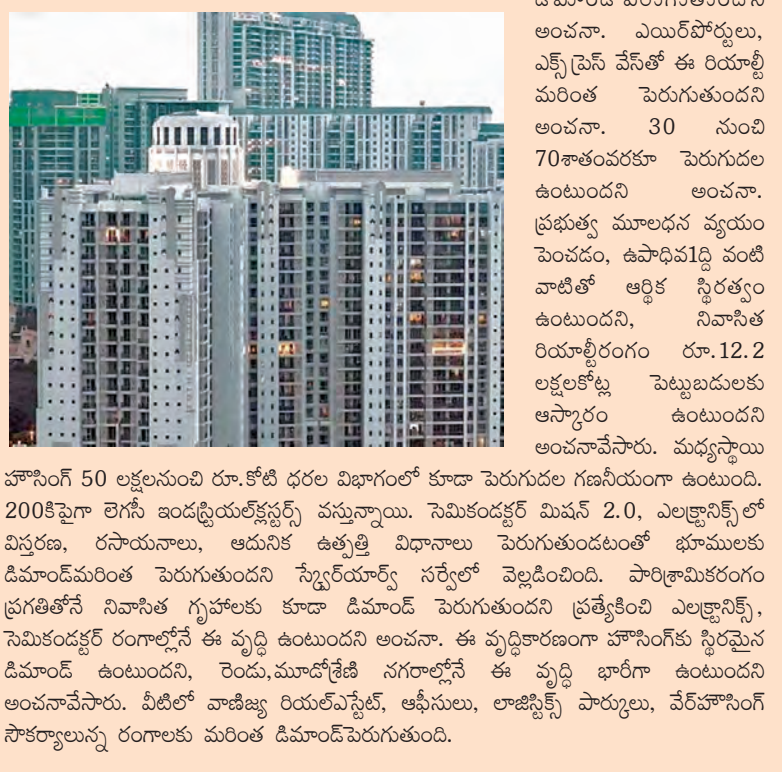 అంచనా. ఎయిర్‌పోర్టులు,
ఎక్స్‌ప్రెస్ వేస్‌తో ఈ రియాల్టీ
మరింత పెరుగుతుందని
అంచనా. 30 నుంచి
70శాతంవరకూ పెరుగుదల
ఉంటుందని అంచనా.
ప్రభుత్వ మూలధన వ్యయం
పెంచడం, ఉపాధివ1ద్ది వంటి
వాటితో ఆర్థిక స్థిరత్వం
ఉంటుందని, నివాసిత
రియాల్టీరంగం రూ.12.2
లక్షలకోట్ల పెట్టుబడులకు
ఆస్కారం ఉంటుందని
అంచనావేసారు. మధ్యస్థాయి
హౌసింగ్ 50 లక్షలనుంచి రూ.కోటి ధరల విభాగంలో కూడా పెరుగుదల గణనీయంగా ఉంటుంది.
200కిపైగా లెగసీ ఇండస్ట్రియల్‌క్లస్టర్స్ వస్తున్నాయి. సెమికండక్టర్ మిషన్ 2.0, ఎలక్ట్రానిక్స్‌లో
విస్తరణ, రసాయనాలు, ఆదునిక ఉత్పత్తి విధానాలు పెరుగుతుండటంతో భూములకు
డిమాండ్‌మరింత పెరుగుతుందని స్క్వేర్‌యార్వ్ సర్వేలో వెల్లడించింది. పారిశ్రామికరంగం
ప్రగతితోనే నివాసిత గృహాలకు కూడా డిమాండ్ పెరుగుతుందని ప్రత్యేకించి ఎలక్ట్రానిక్స్,
సెమికండక్టర్ రంగాల్లోనే ఈ వృద్ధి ఉంటుందని అంచనా. ఈ వృద్ధికారణంగా హౌసింగ్‌కు స్థిరమైన
డిమాండ్ ఉంటుందని, రెండు,మూడోశ్రేణి నగరాల్లోనే ఈ వృద్ధి భారీగా ఉంటుందని
అంచనావేసారు. వీటిలో వాణిజ్య రియల్‌ఎస్టేట్, ఆఫీసులు, లాజిస్టిక్స్ పార్కులు, వేర్‌హౌసింగ్
సౌకర్యాలున్న రంగాలకు మరింత డిమాండ్‌పెరుగుతుంది.